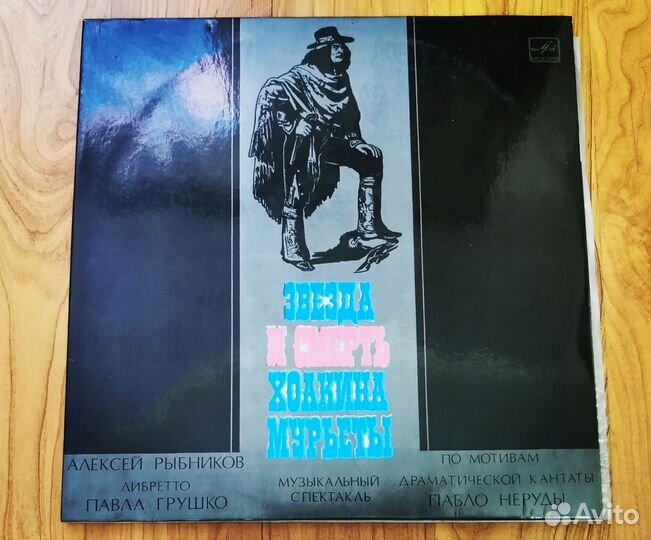 ЗВЕЗДА
И СМЕРТЬ
ХОАКИНА
МУРЬЕТЫ
АЛЕКСЕЙ РЫБНИКОВ
ЛИБРЕТТО
ПАВЛА ГРУШКО
МУЗЫКАЛЬНЫЙ
СПЕКТАКЛЬ
ПО МОТИВАМ
ДРАМАТИЧЕСКОЙ КАНТАТЫ
ПАБЛО НЕРУДЫ
Avito